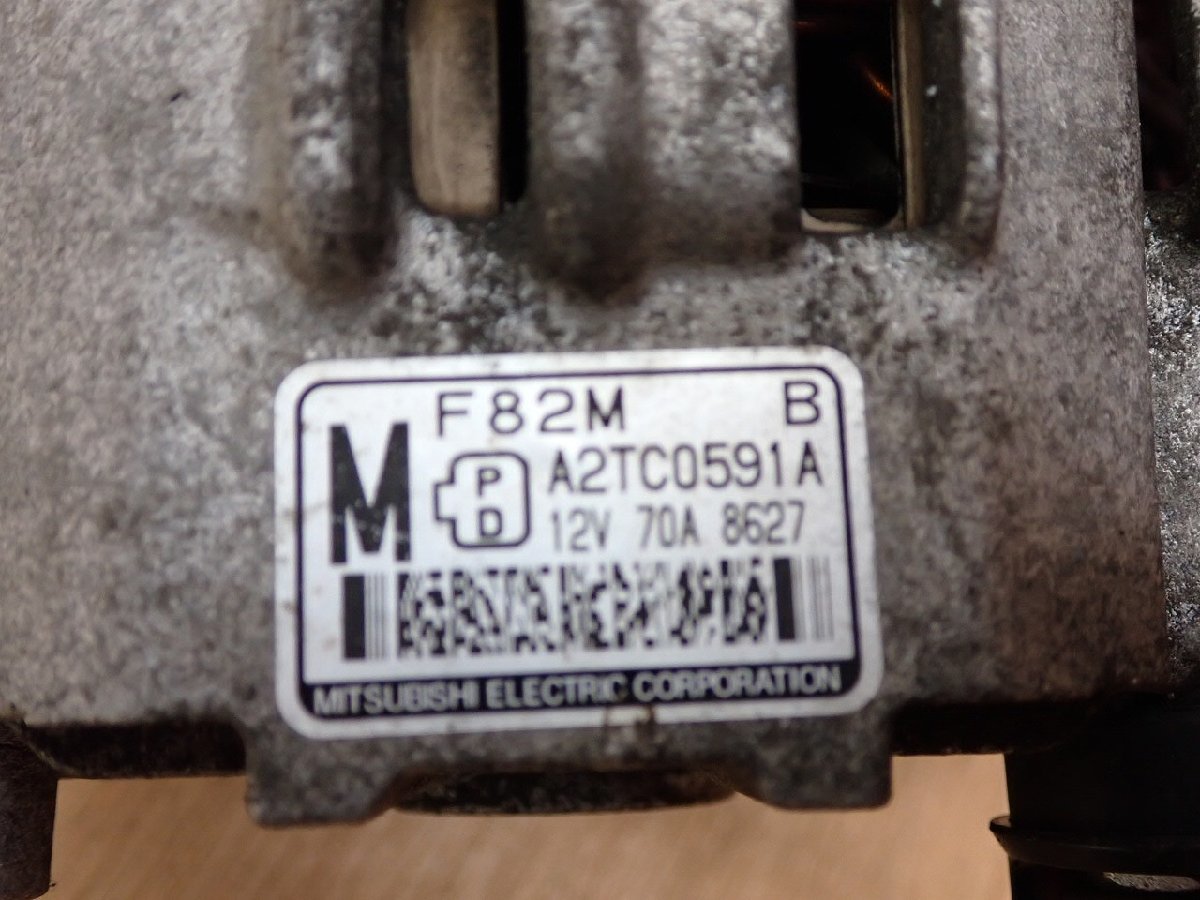 F82M B
M
P
D
A2TC0591A
12V 70A 8627
MITSUBISHI ELECTRIC CORPORATION